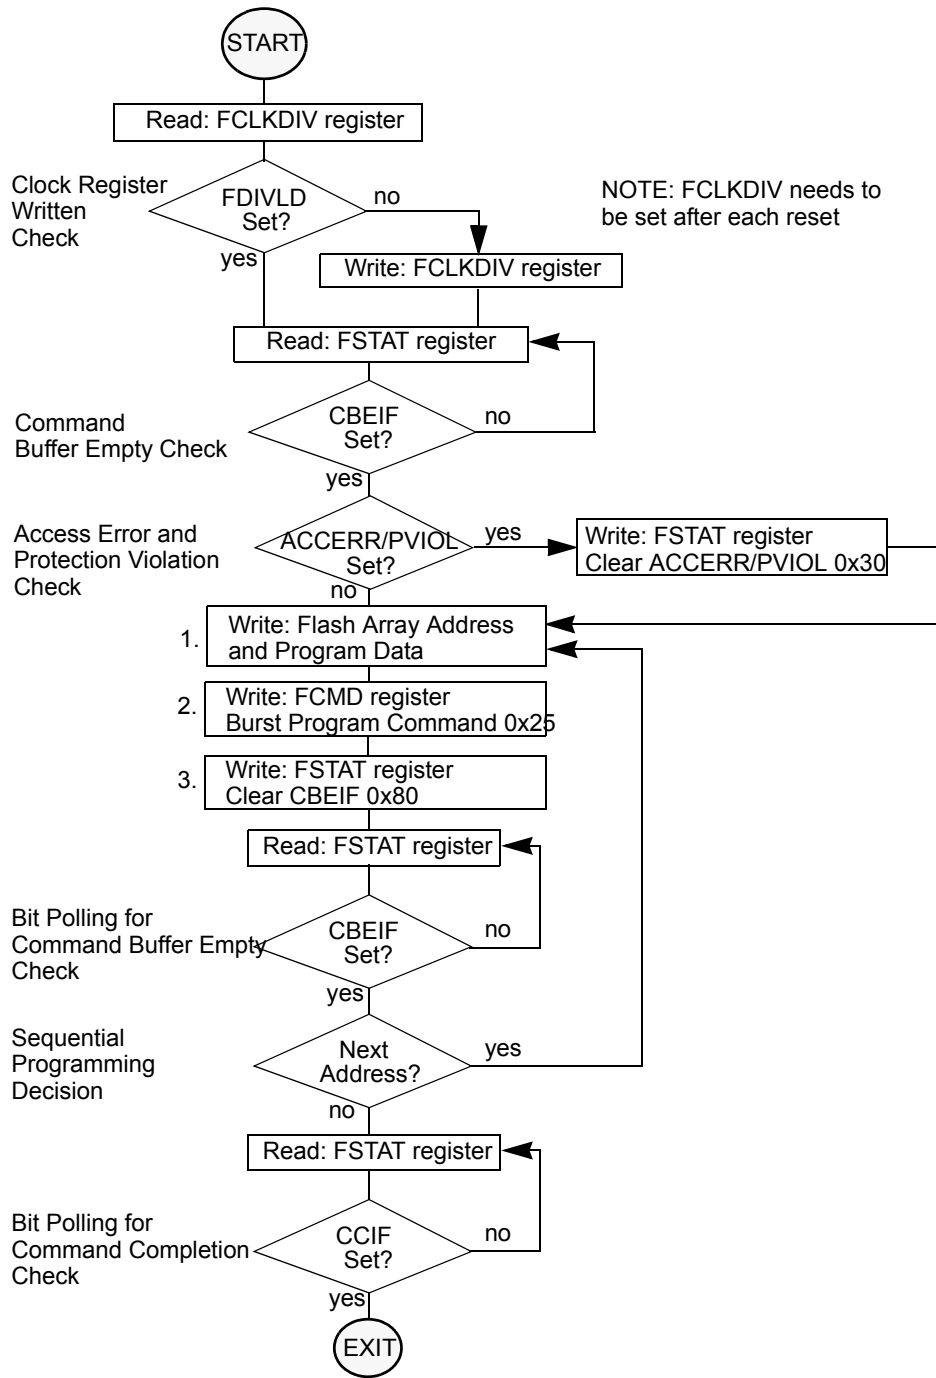 START
Read: FCLKDIV register
Clock Register
Written
Check
FDIVLD
Set?
no
yes
NOTE: FCLKDIV needs to
be set after each reset
Write: FCLKDIV register
Read: FSTAT register
Command
Buffer Empty Check
CBEIF
Set?
no
yes
Access Error and
Protection Violation
Check
ACCERR/PVIOL
Set?
yes
no
Write: FSTAT register
Clear ACCERR/PVIOL 0x30
1.
Write: Flash Array Address
and Program Data
2.
Write: FCMD register
Burst Program Command 0x25
3.
Write: FSTAT register
Clear CBEIF 0x80
Read: FSTAT register
Bit Polling for
Command Buffer Empty
Check
CBEIF
Set?
no
yes
Sequential
Programming
Decision
Next
Address?
yes
no
Read: FSTAT register
Bit Polling for
Command Completion
Check
CCIF
Set?
no
yes
EXIT